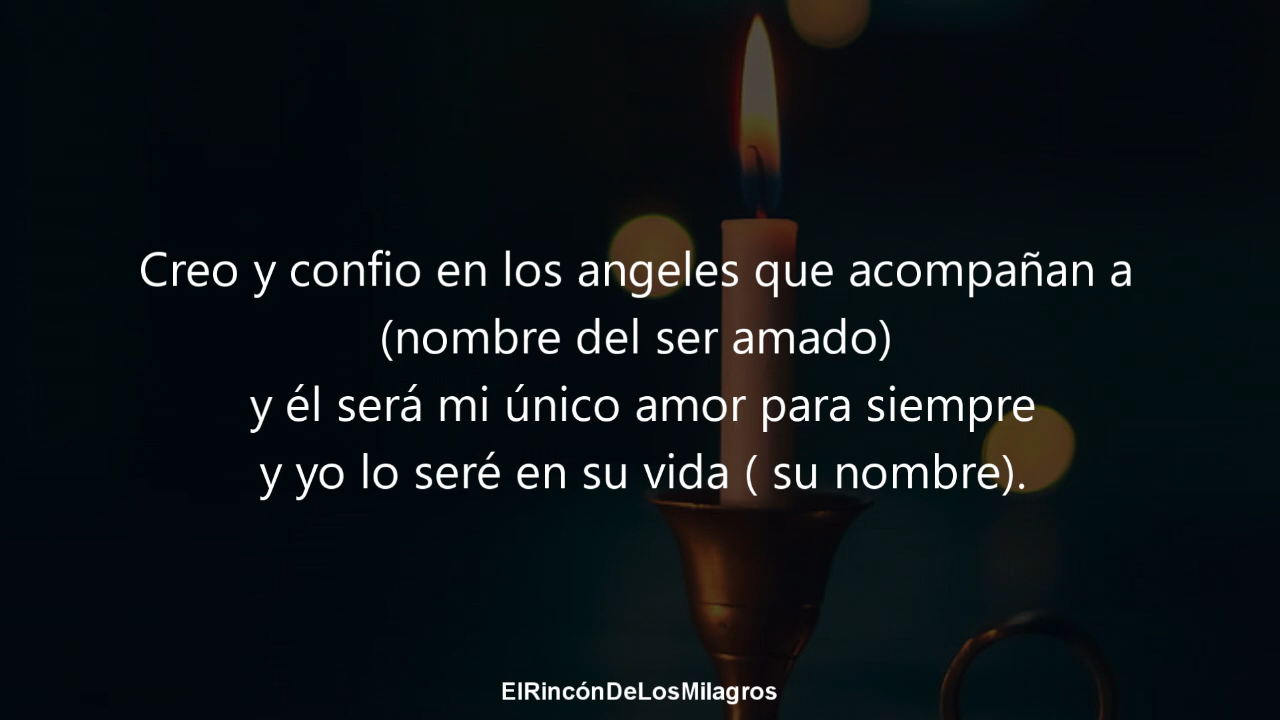 Creo y confio en los angeles que acompañan a
(nombre del ser amado)
y él será mi único amor para siempre
y yo lo seré en su vida ( su nombre).
ElRincónDeLosMilagros